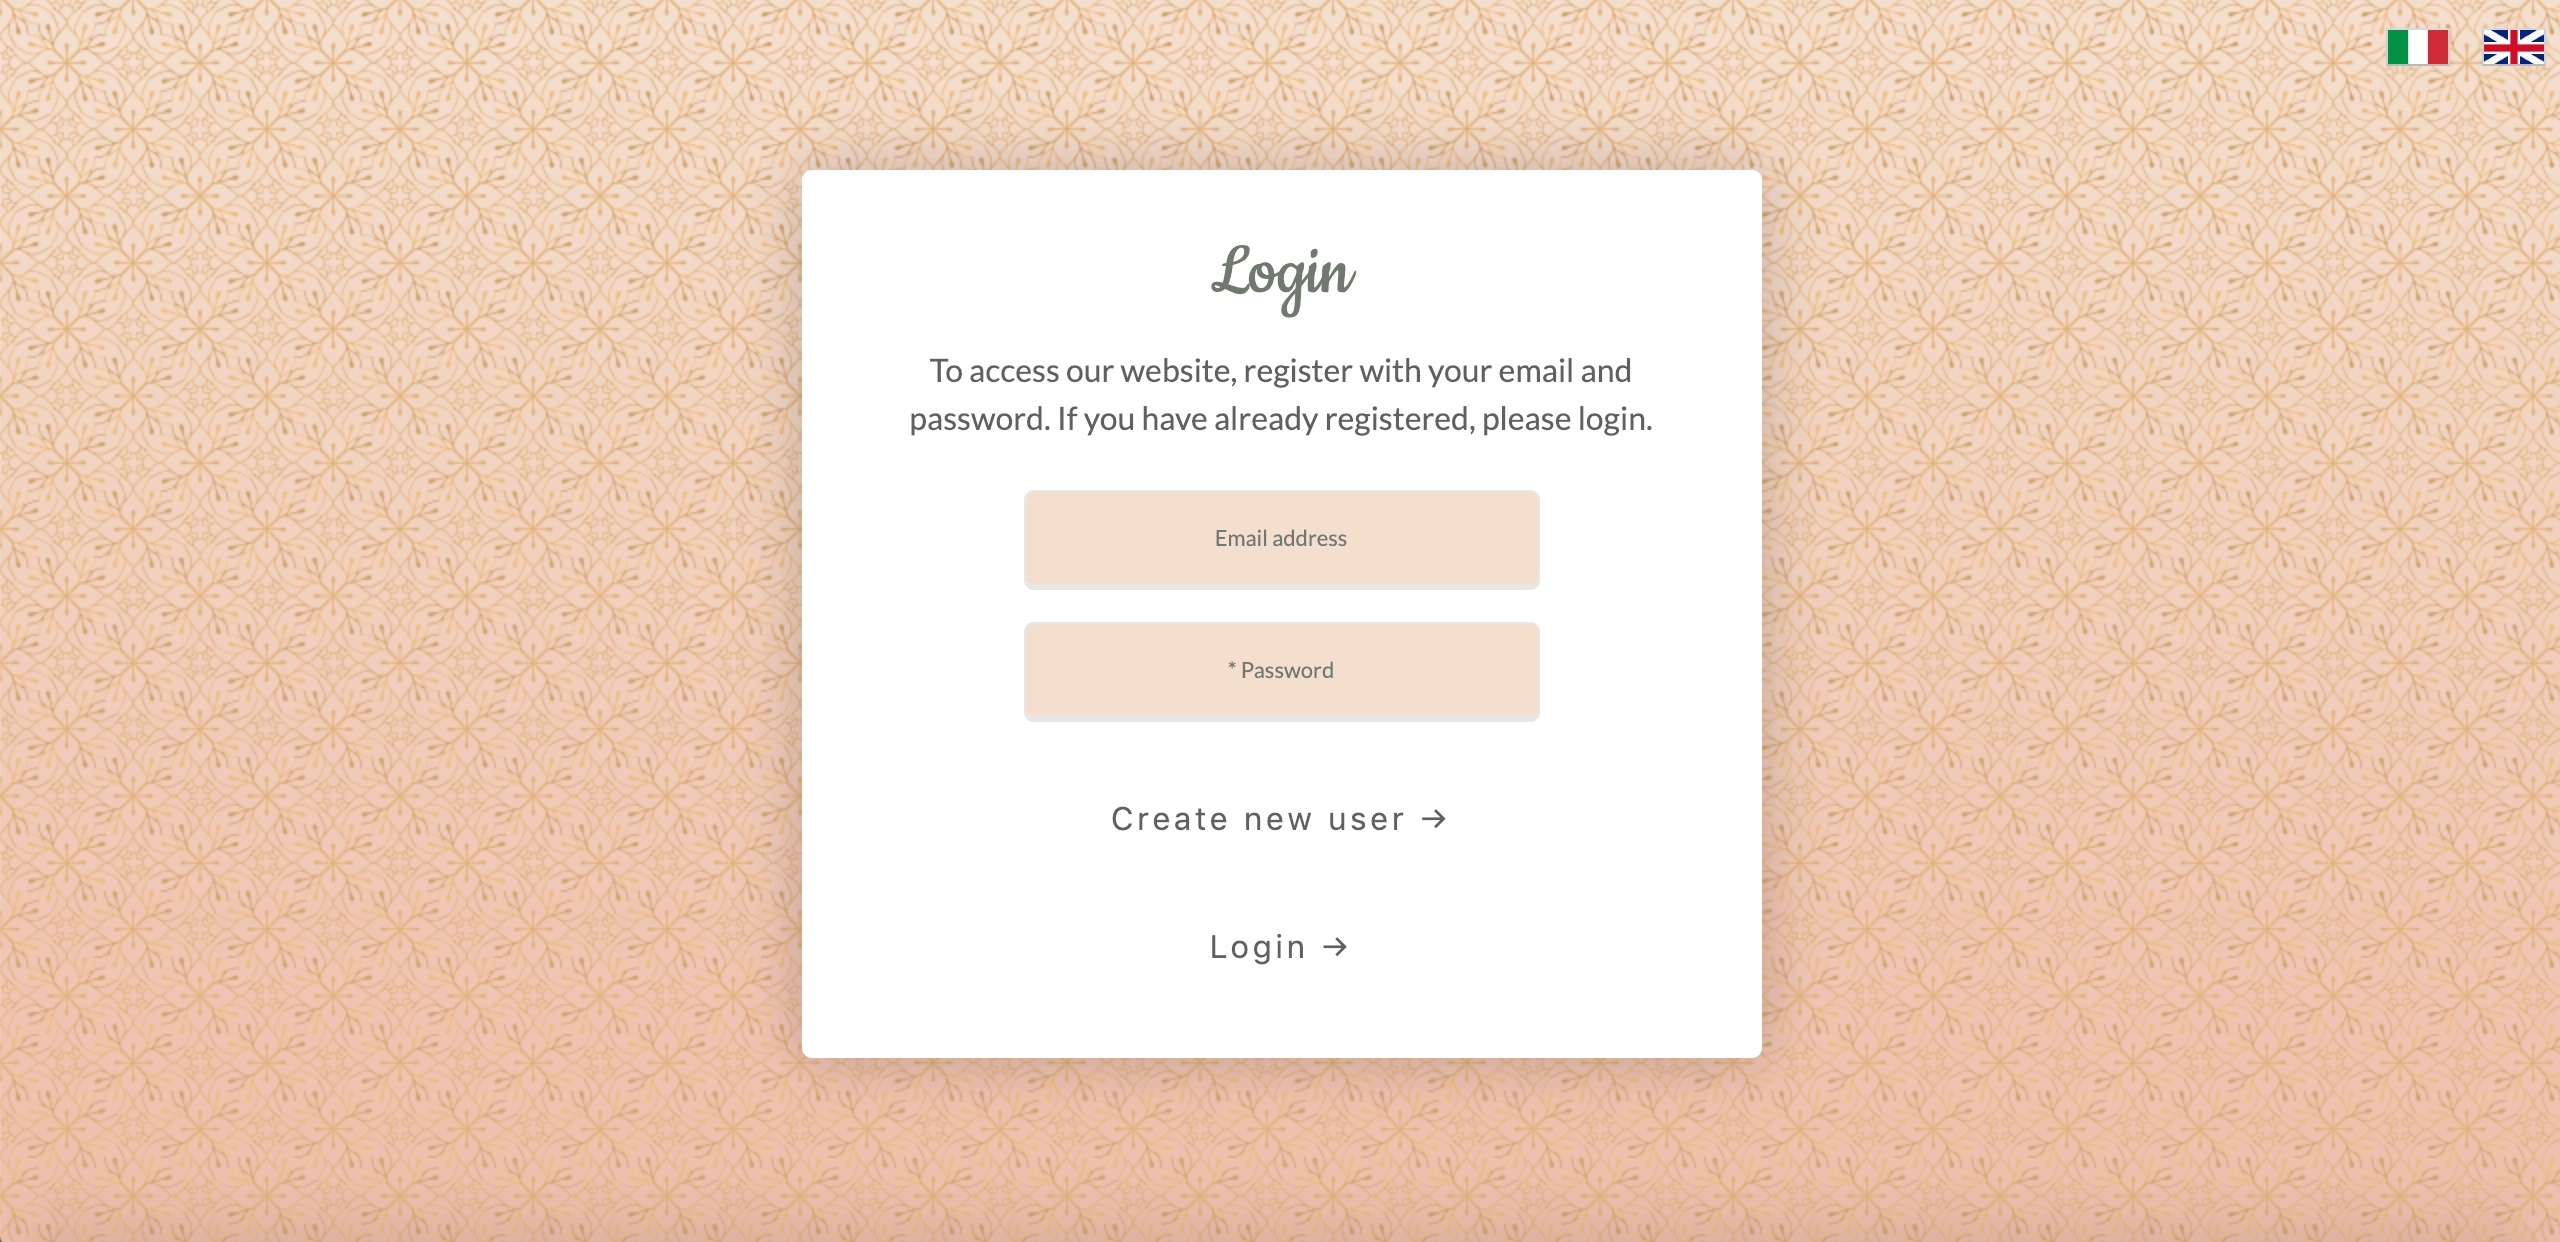 Login
To access our website, register with your email and
password. If you have already registered, please login.
Email address
* Password
Create new user →
Login →